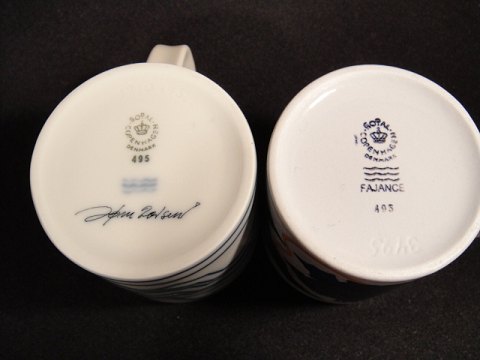 ROYAL
COPENHAGEN
DENMARK
495
ROYAL
COPENHAGEN
DENMARK
FAJANCE
495